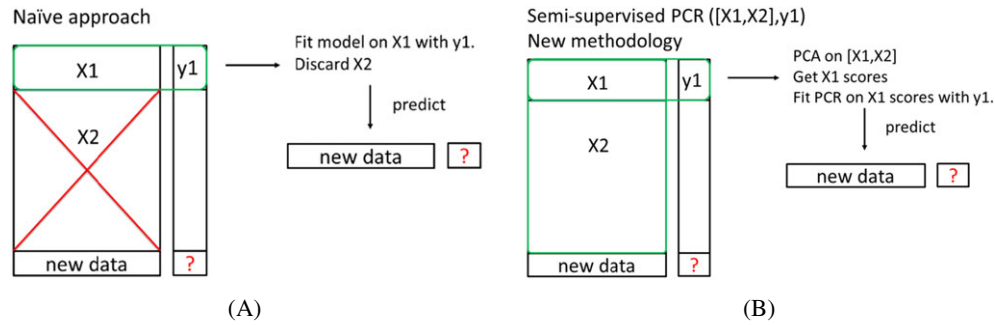 Naïve approach
X1
y1
X2
new data
?
Fit model on X1 with y1.
Discard X2
predict
new data
?
(A)
Semi-supervised PCR ([X1,X2],y1)
New methodology
X1
y1
X2
new data
?
PCA on [X1,X2]
Get X1 scores
Fit PCR on X1 scores with y1.
predict
new data
?
(B)